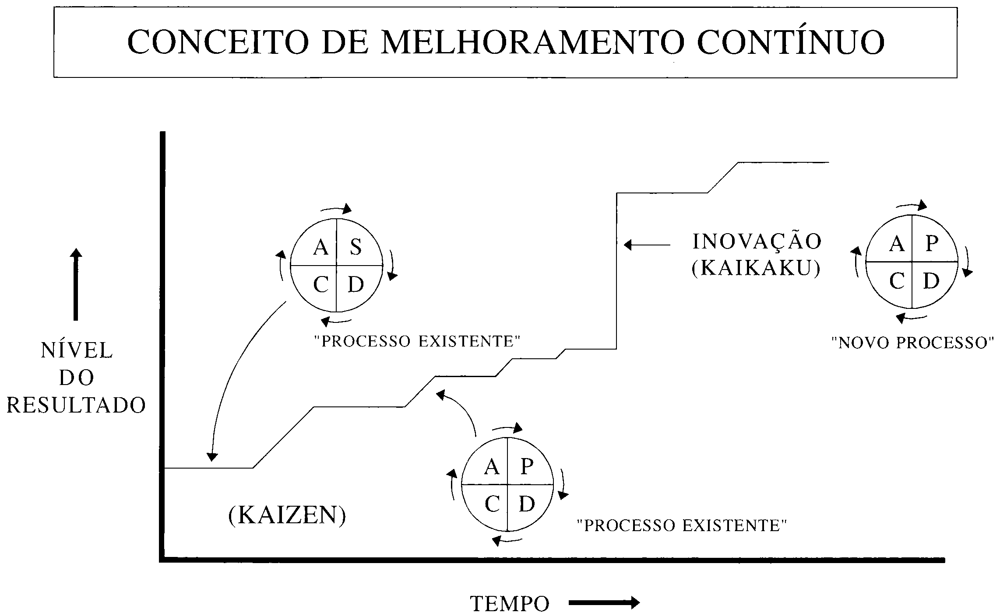 CONCEITO DE MELHORAMENTO CONTÍNUO
A S
C D
"PROCESSO EXISTENTE"
INOVAÇÃO
(KAIKAKU)
A P
C D
"NOVO PROCESSO"
NÍVEL
DO
RESULTADO
A P
C D
(KAIZEN)
"PROCESSO EXISTENTE"
TEMPO